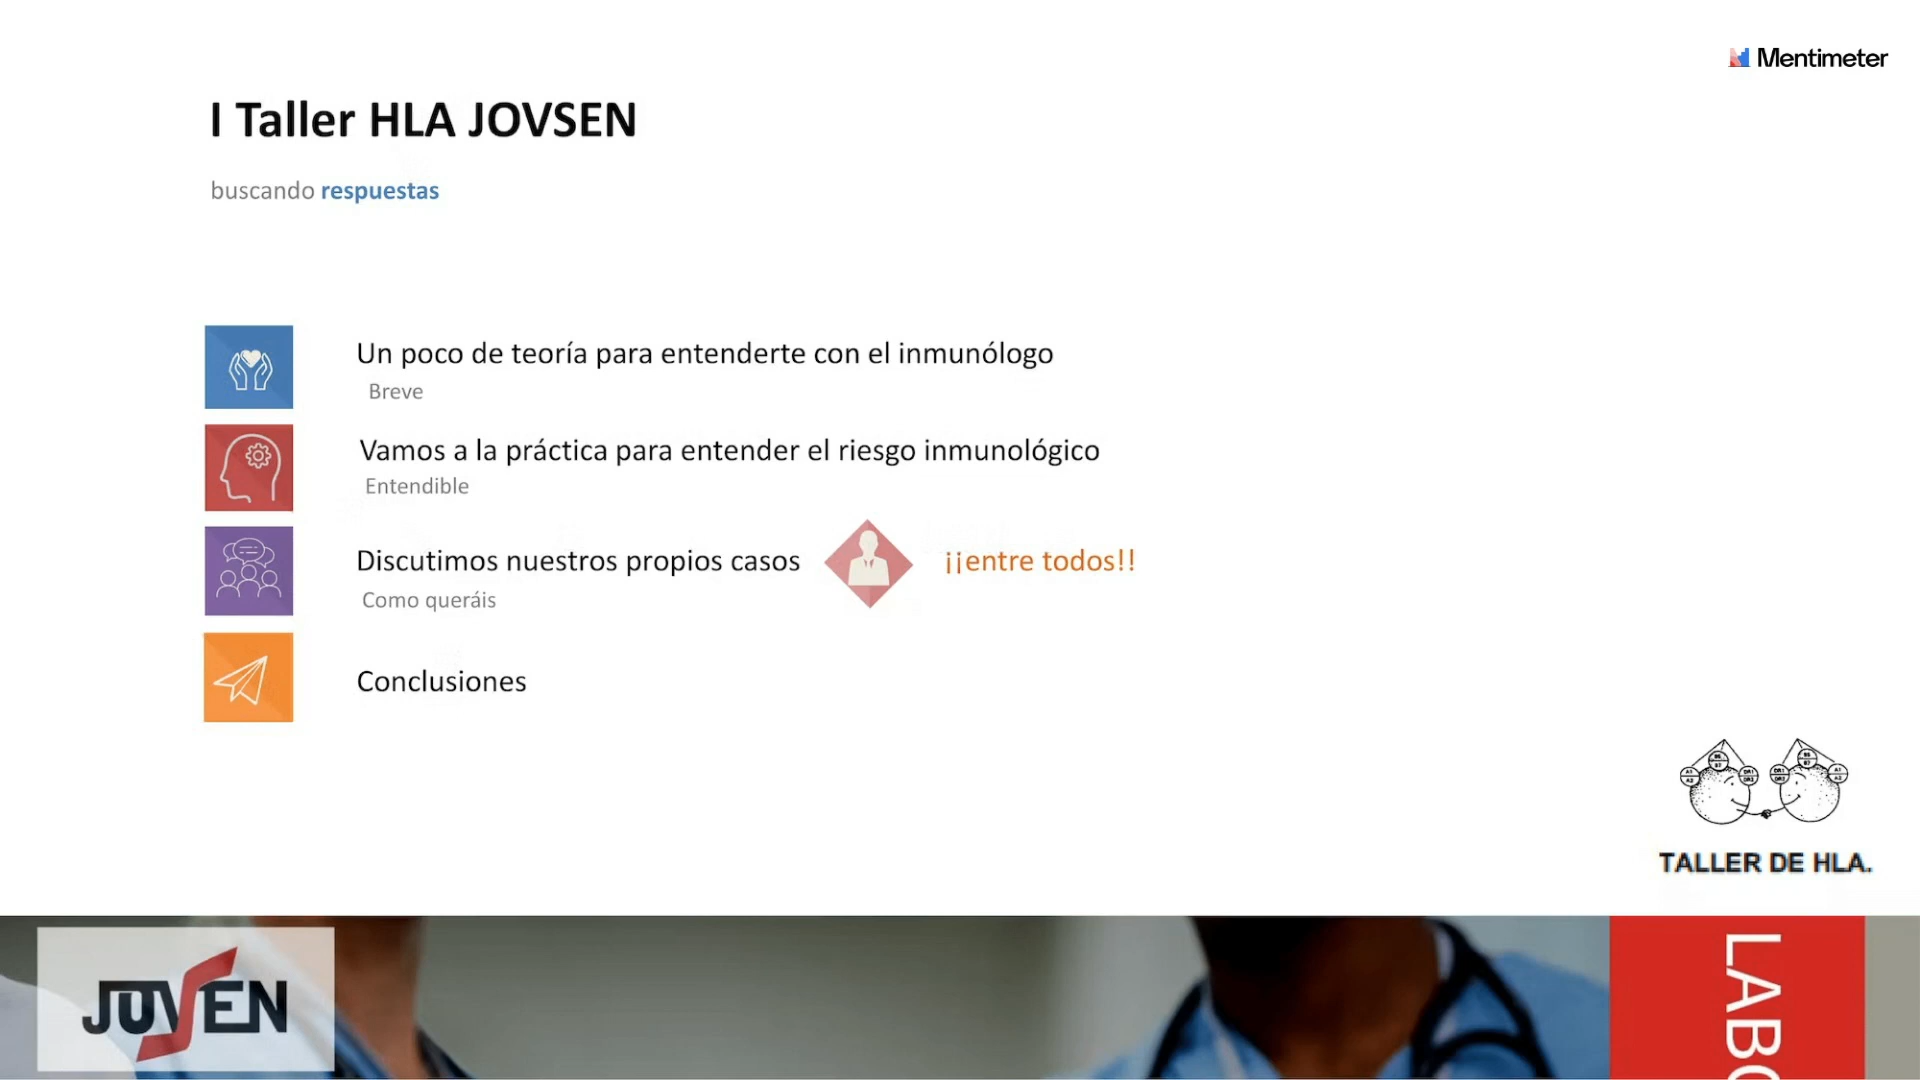 Mentimeter
I Taller HLA JOVSEN
buscando respuestas
Un poco de teoría para entenderte con el inmunólogo
Breve
Vamos a la práctica para entender el riesgo inmunológico
Entendible
Discutimos nuestros propios casos ¡¡entre todos!!
Como queráis
Conclusiones
TALLER DE HLA.
JOVSEN
LABO